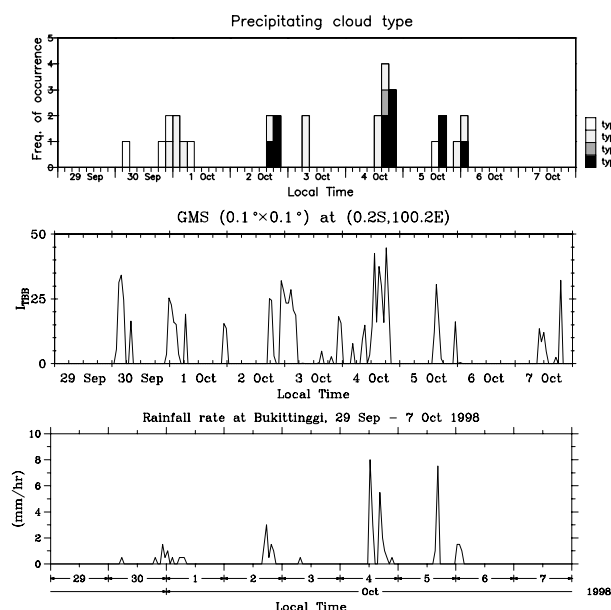 Precipitating cloud type
Freq. of occurrence
5
4
3
2
1
0
29 Sep 30 Sep 1 Oct 2 Oct 3 Oct 4 Oct 5 Oct 6 Oct 7 Oct
Local Time
GMS (0.1°×0.1°) at (0.2S,100.2E)
I_TBB
50
25
0
29 Sep 30 Sep 1 Oct 2 Oct 3 Oct 4 Oct 5 Oct 6 Oct 7 Oct
Local Time
Rainfall rate at Bukittinggi, 29 Sep – 7 Oct 1998
(mm/hr)
10
8
6
4
2
0
29 30 1 2 3 4 5 6 7
Oct 1998
Local Time